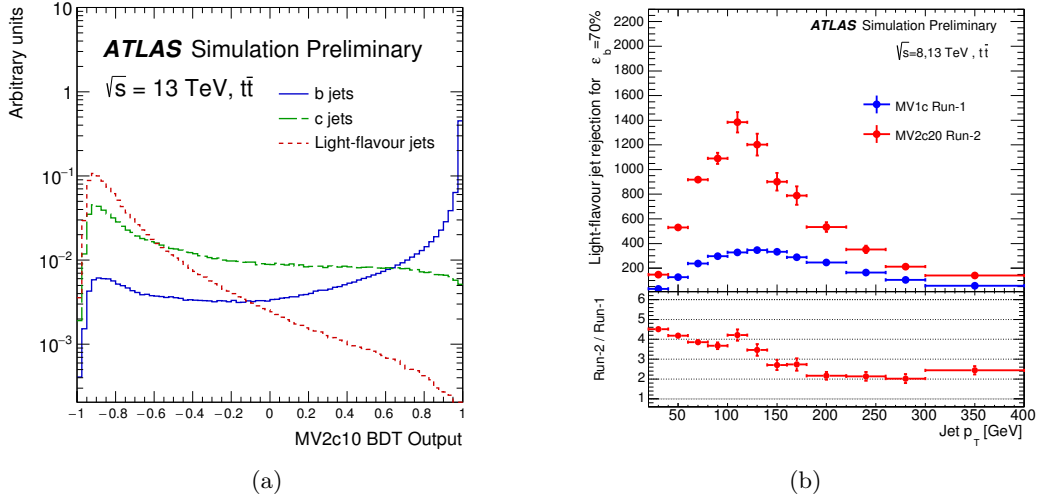 ATLAS Simulation Preliminary
√s = 13 TeV, tt̄
b jets
c jets
Light-flavour jets
Arbitrary units
10
1
10⁻¹
10⁻²
10⁻³
−1 −0.8 −0.6 −0.4 −0.2 0 0.2 0.4 0.6 0.8 1
MV2c10 BDT Output
(a)
ATLAS Simulation Preliminary
√s=8,13 TeV , tt̄
MV1c Run-1
MV2c20 Run-2
Light-flavour jet rejection for ε_b=70%
2200
2000
1800
1600
1400
1200
1000
800
600
400
200
Run-2 / Run-1
6
5
4
3
2
1
50 100 150 200 250 300 350 400
Jet p_T [GeV]
(b)